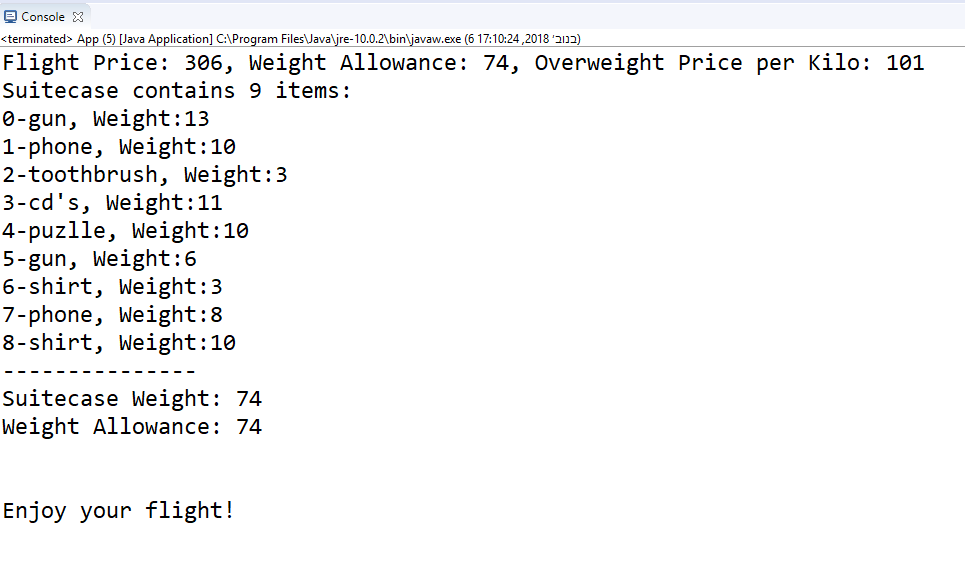 Console
<terminated> App (5) [Java Application] C:\Program Files\Java\jre-10.0.2\bin\javaw.exe (6 בנוב׳ 2018, 17:10:24)
Flight Price: 306, Weight Allowance: 74, Overweight Price per Kilo: 101
Suitecase contains 9 items:
0-gun, Weight:13
1-phone, Weight:10
2-toothbrush, Weight:3
3-cd's, Weight:11
4-puzlle, Weight:10
5-gun, Weight:6
6-shirt, Weight:3
7-phone, Weight:8
8-shirt, Weight:10
---------------
Suitecase Weight: 74
Weight Allowance: 74
Enjoy your flight!